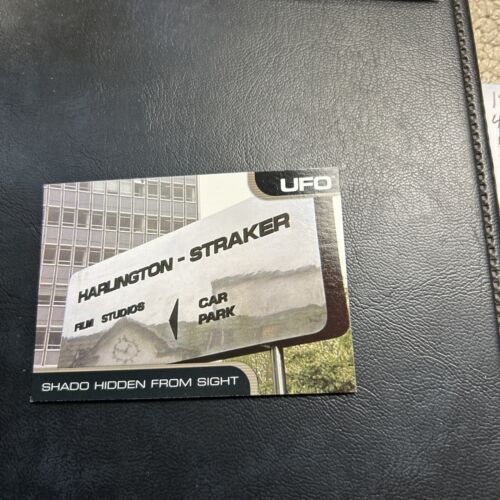 UFO
HARLINGTON - STRAKER
FILM STUDIOS
CAR
PARK
SHADO HIDDEN FROM SIGHT